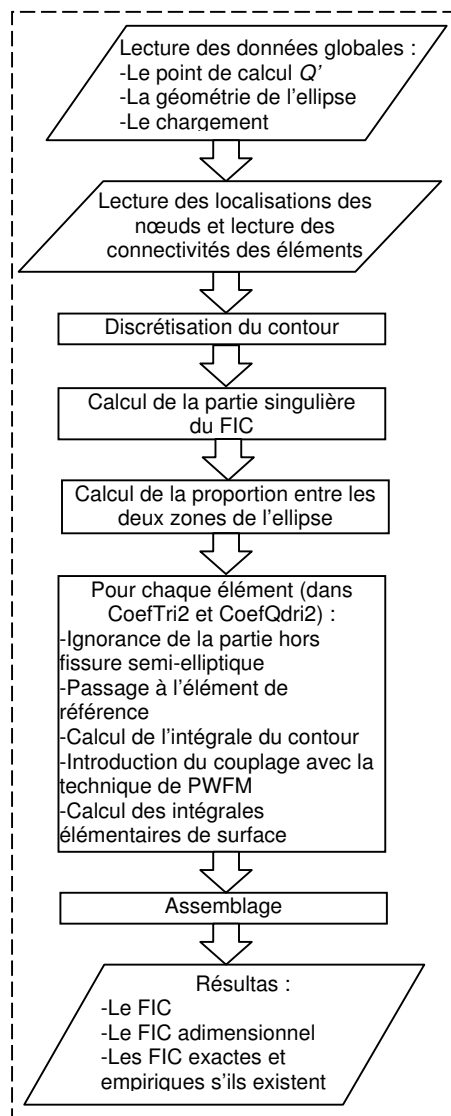 Lecture des données globales :
-Le point de calcul Q’
-La géométrie de l’ellipse
-Le chargement
Lecture des localisations des
nœuds et lecture des
connectivités des éléments
Discrétisation du contour
Calcul de la partie singulière
du FIC
Calcul de la proportion entre les
deux zones de l’ellipse
Pour chaque élément (dans
CoefTri2 et CoefQdri2) :
-Ignorance de la partie hors
fissure semi-elliptique
-Passage à l’élément de
référence
-Calcul de l’intégrale du contour
-Introduction du couplage avec la
technique de PWFM
-Calcul des intégrales
élémentaires de surface
Assemblage
Résultas :
-Le FIC
-Le FIC adimensionnel
-Les FIC exactes et
empiriques s’ils existent